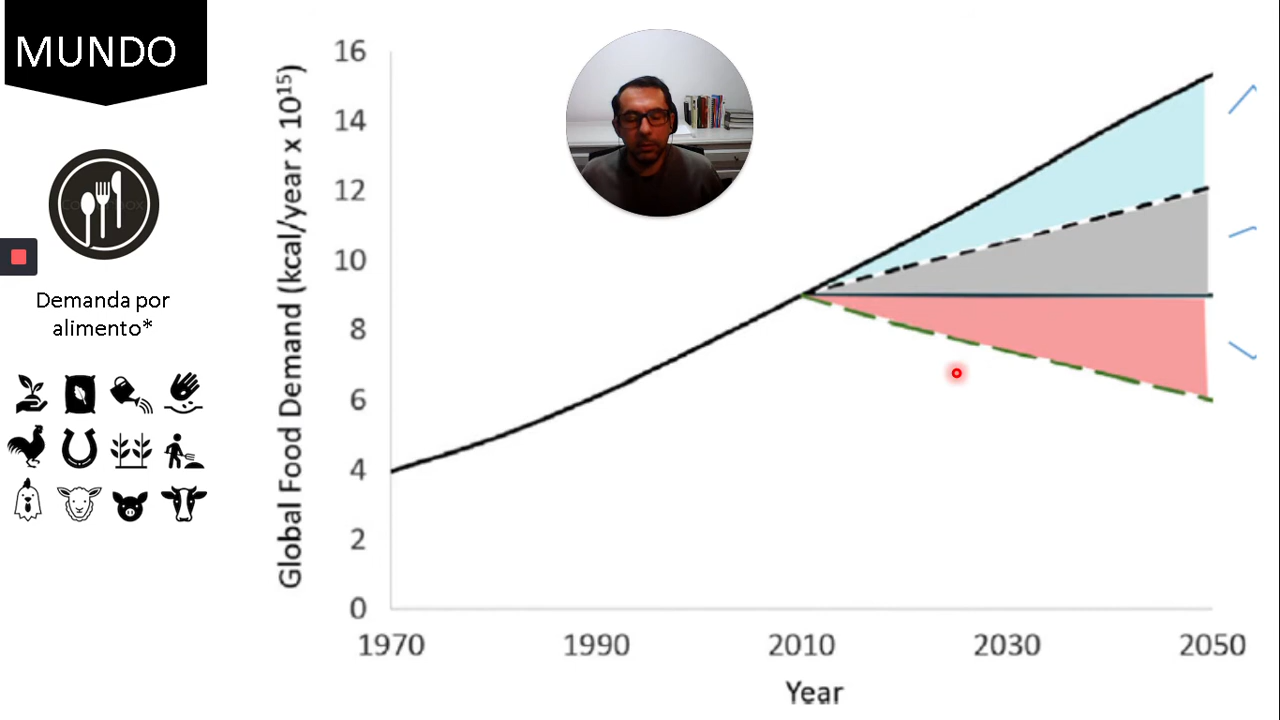 MUNDO
Demanda por
alimento*
Global Food Demand (kcal/year x 10¹⁵)
16
14
12
10
8
6
4
2
0
1970
1990
2010
2030
2050
Year